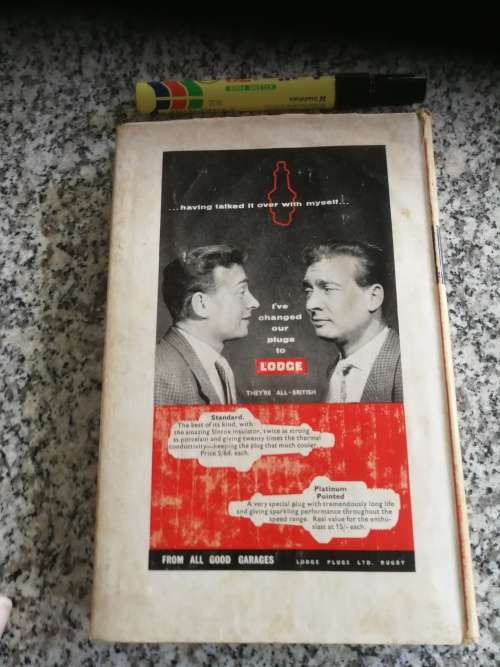 ...having talked it over with myself...
I've
changed
our
plugs
to
LODGE
THEY'RE ALL-BRITISH
Standard.
The best of its kind, with
the amazing Sintox insulator, twice as strong
as porcelain and giving twenty times the thermal
conductivity—keeping the plug that much cooler.
Price 5/6d. each.
Platinum
Pointed
A very special plug with tremendously long life
and giving sparkling performance throughout the
speed range. Real value for the enthu-
siast at 15/- each.
FROM ALL GOOD GARAGES
LODGE PLUGS LTD. RUGBY